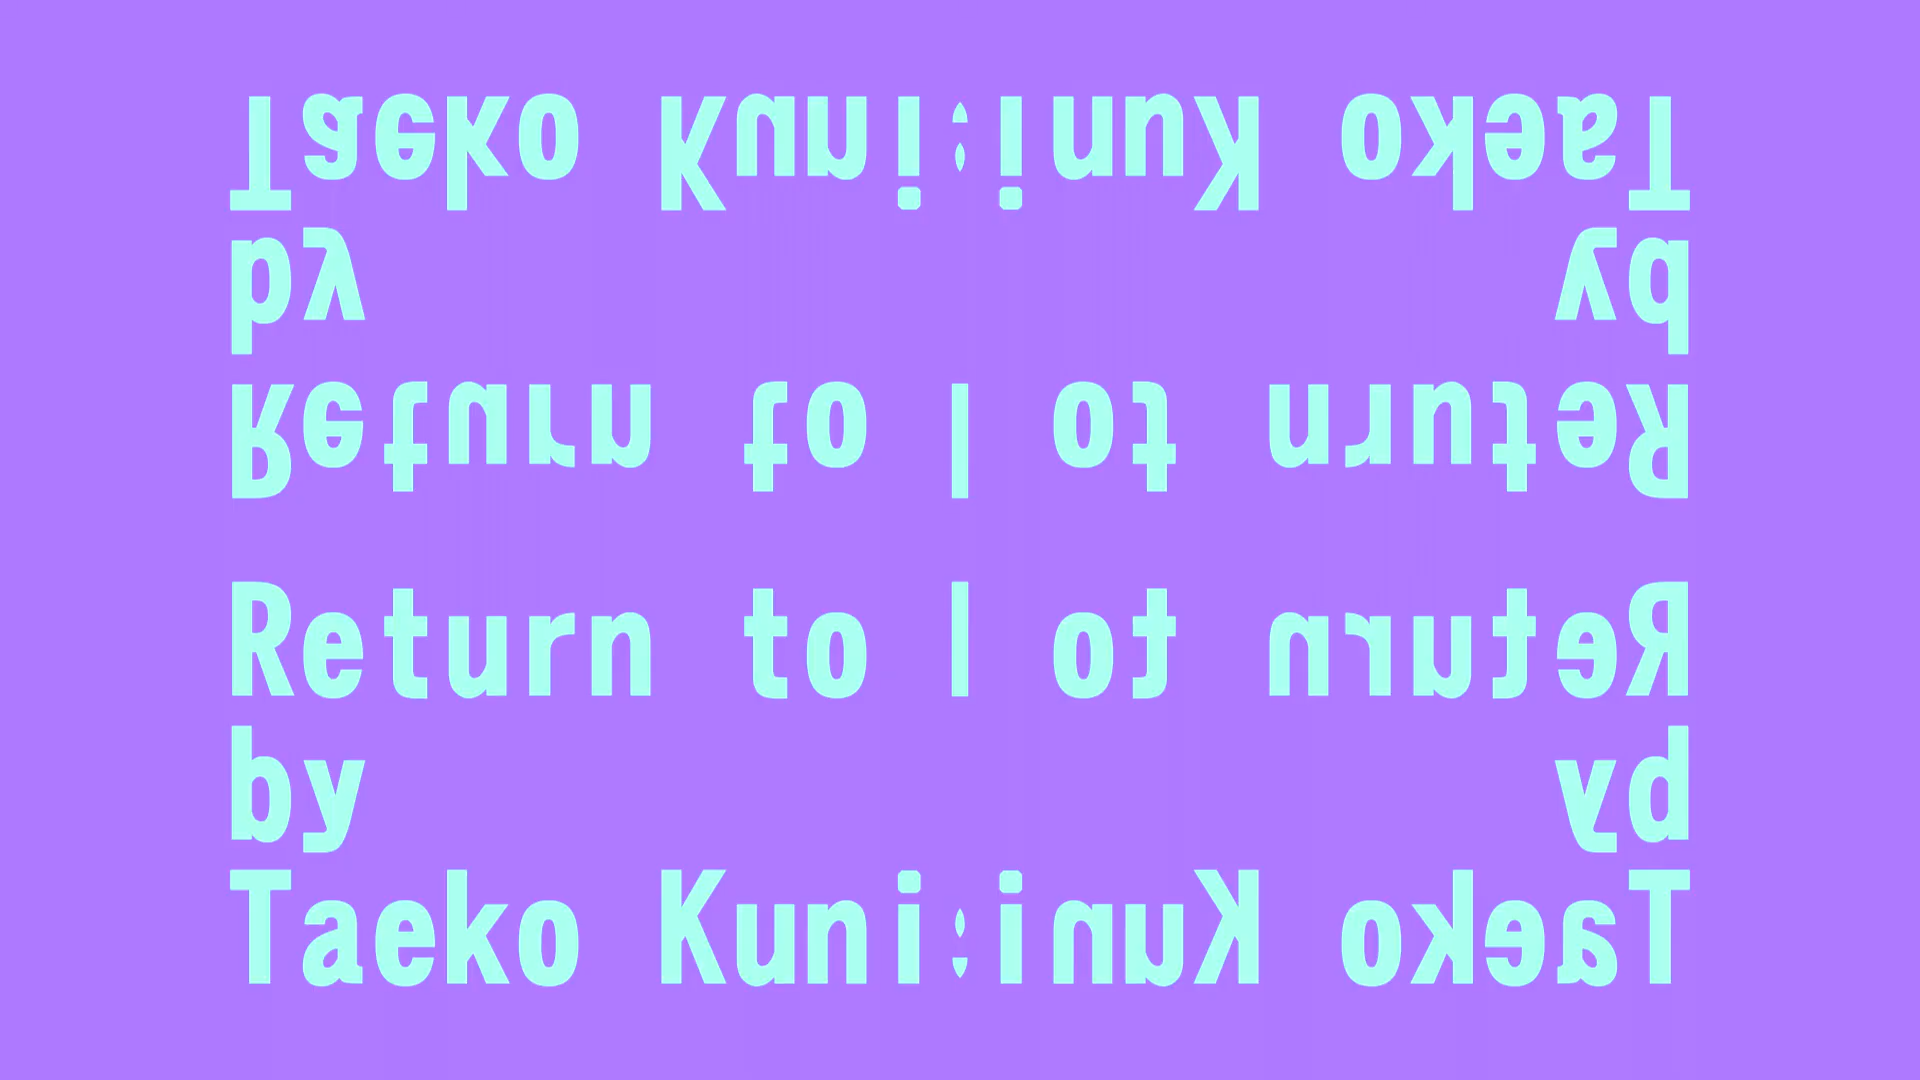 Taeko Kuni:inuK okeaT
by yb
Return to | ot nruteR
Return to | ot nruteR
by yb
Taeko Kuni:inuK okeaT